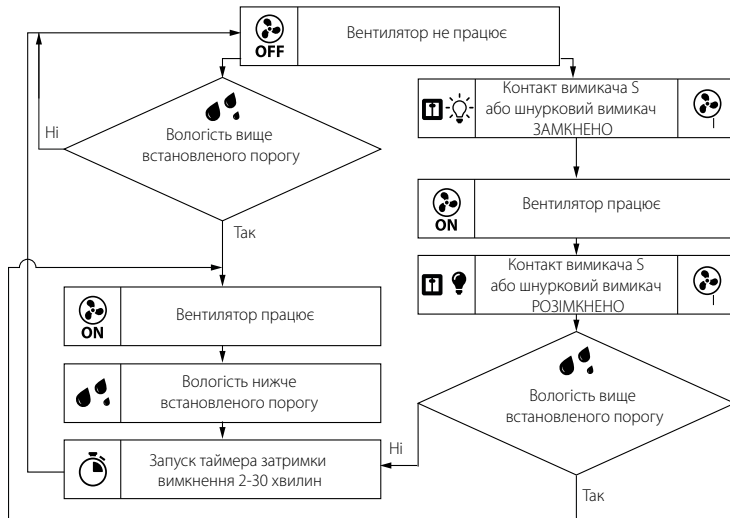 OFF
Вентилятор не працює
Контакт вимикача S
або шнурковий вимикач
ЗАМКНЕНО
Ні
Вологість вище
встановленого порогу
ON
Вентилятор працює
Так
Контакт вимикача S
або шнурковий вимикач
РОЗІМКНЕНО
ON
Вентилятор працює
Вологість нижче
встановленого порогу
Вологість вище
встановленого порогу
Запуск таймера затримки
вимкнення 2-30 хвилин
Ні
Так